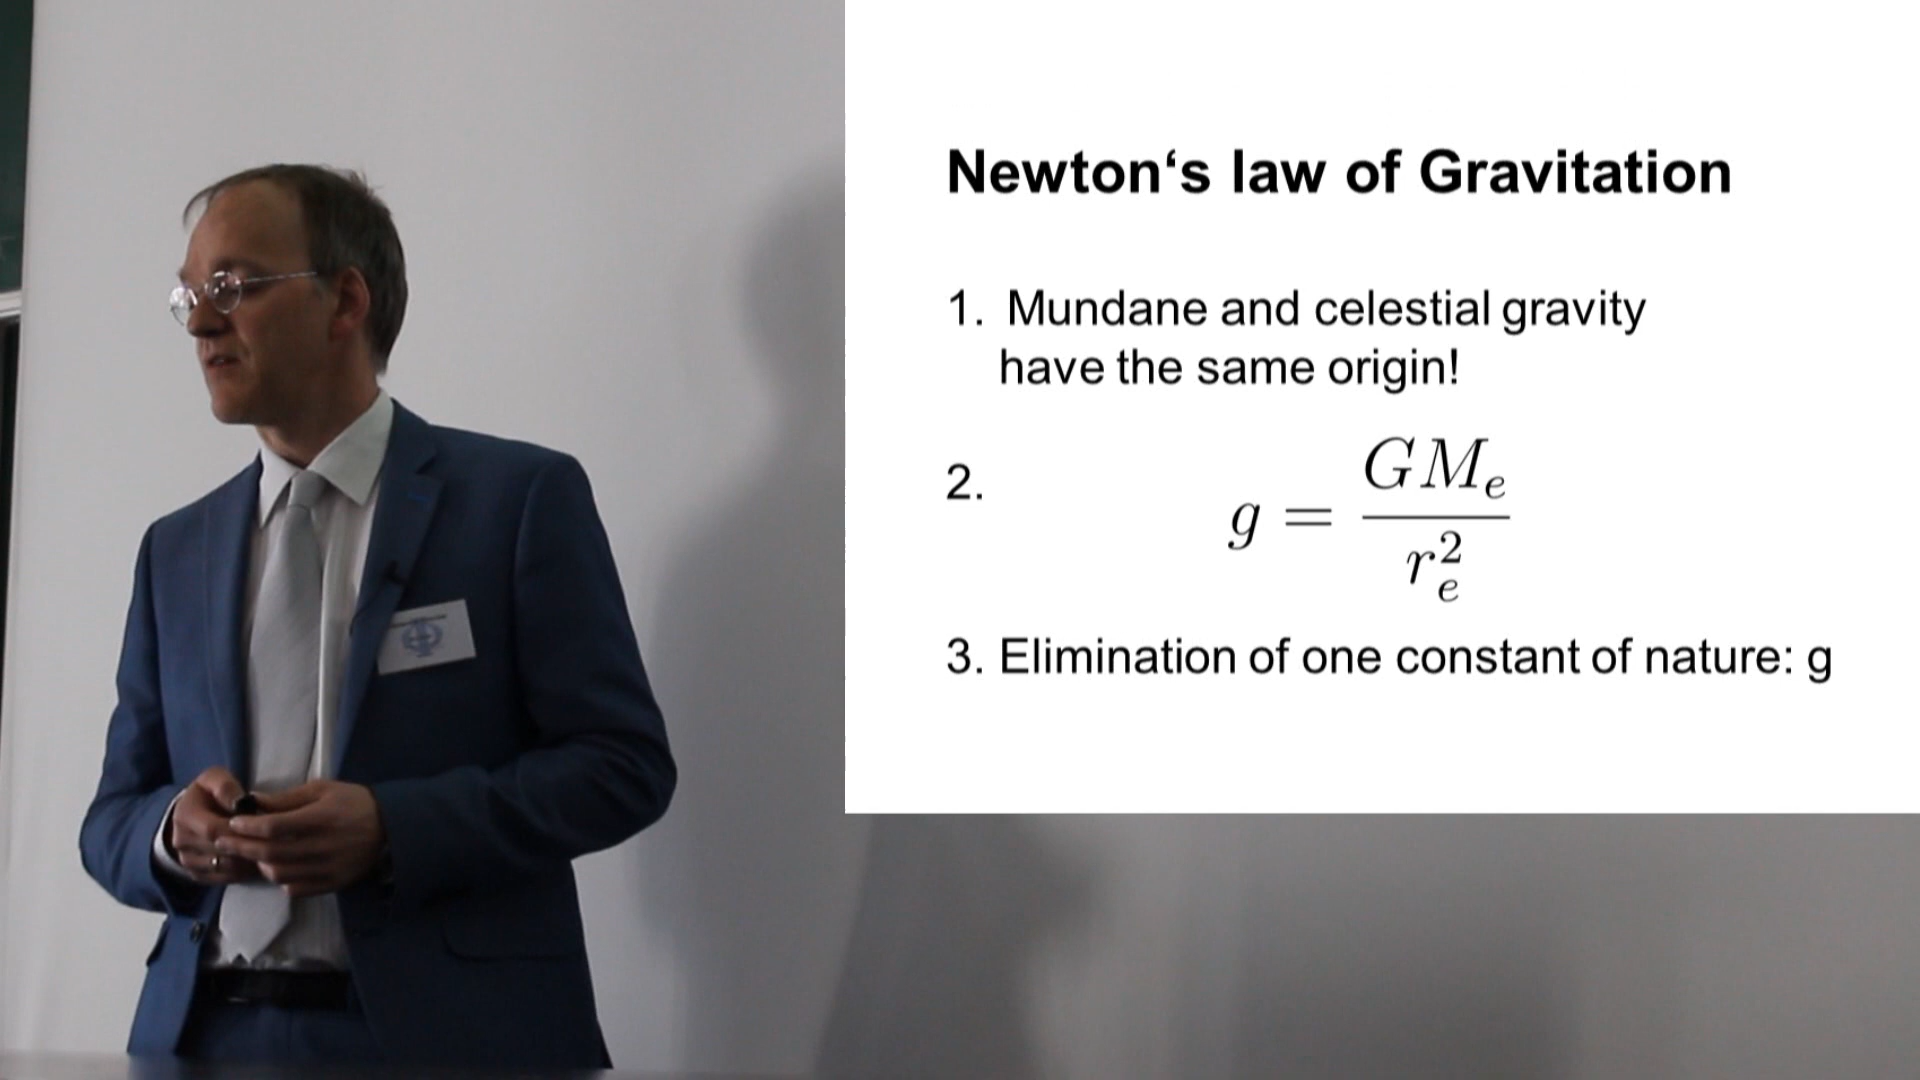 Newton‘s law of Gravitation
1. Mundane and celestial gravity
have the same origin!
2.
g = \frac{GM_e}{r_e^2}
3. Elimination of one constant of nature: g